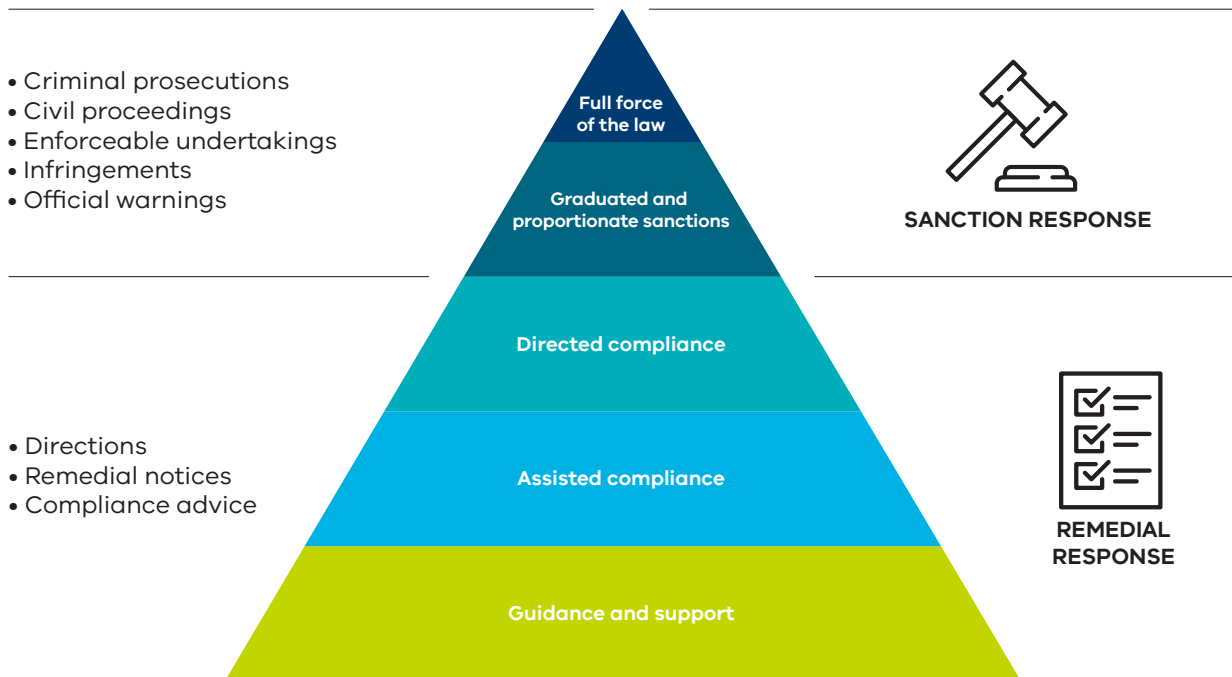 • Criminal prosecutions
• Civil proceedings
• Enforceable undertakings
• Infringements
• Official warnings
Full force
of the law
Graduated and
proportionate sanctions
SANCTION RESPONSE
Directed compliance
• Directions
• Remedial notices
• Compliance advice
Assisted compliance
REMEDIAL
RESPONSE
Guidance and support